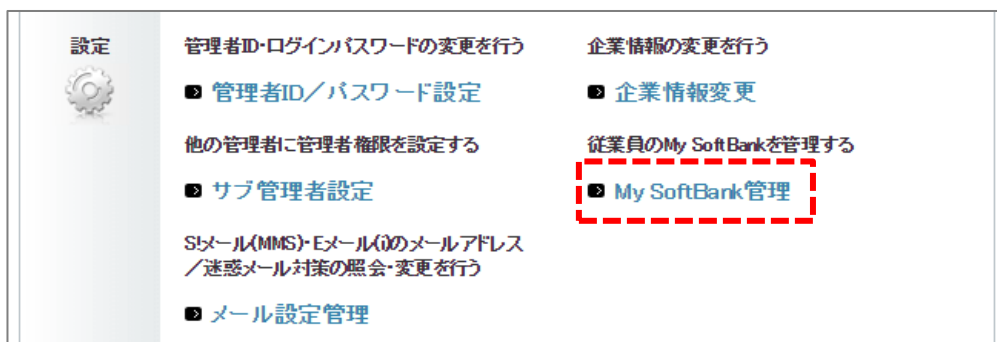 設定
管理者ID・ログインパスワードの変更を行う
管理者ID／パスワード設定
他の管理者に管理者権限を設定する
サブ管理者設定
S!メール(MMS)・Eメール(i)のメールアドレス
／迷惑メール対策の照会・変更を行う
メール設定管理
企業情報の変更を行う
企業情報変更
従業員のMy SoftBankを管理する
My SoftBank管理